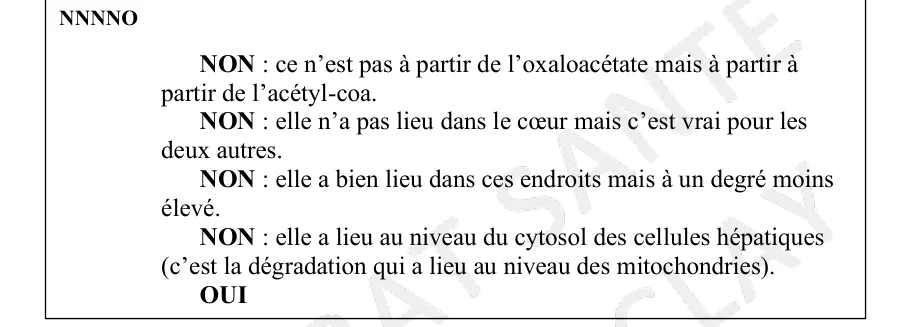 NNNNO
NON : ce n’est pas à partir de l’oxaloacétate mais à partir à
partir de l’acétyl-coa.
NON : elle n’a pas lieu dans le cœur mais c’est vrai pour les
deux autres.
NON : elle a bien lieu dans ces endroits mais à un degré moins
élevé.
NON : elle a lieu au niveau du cytosol des cellules hépatiques
(c’est la dégradation qui a lieu au niveau des mitochondries).
OUI